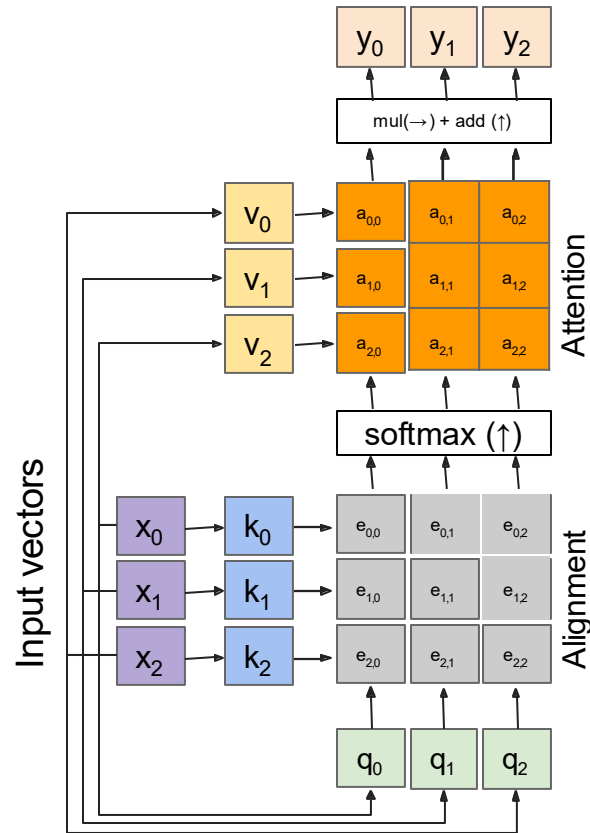 y0 y1 y2
mul(→) + add (↑)
v0 a0,0 a0,1 a0,2
v1 a1,0 a1,1 a1,2
v2 a2,0 a2,1 a2,2
Attention
softmax (↑)
Input vectors
x0 k0 e0,0 e0,1 e0,2
x1 k1 e1,0 e1,1 e1,2
x2 k2 e2,0 e2,1 e2,2
Alignment
q0 q1 q2